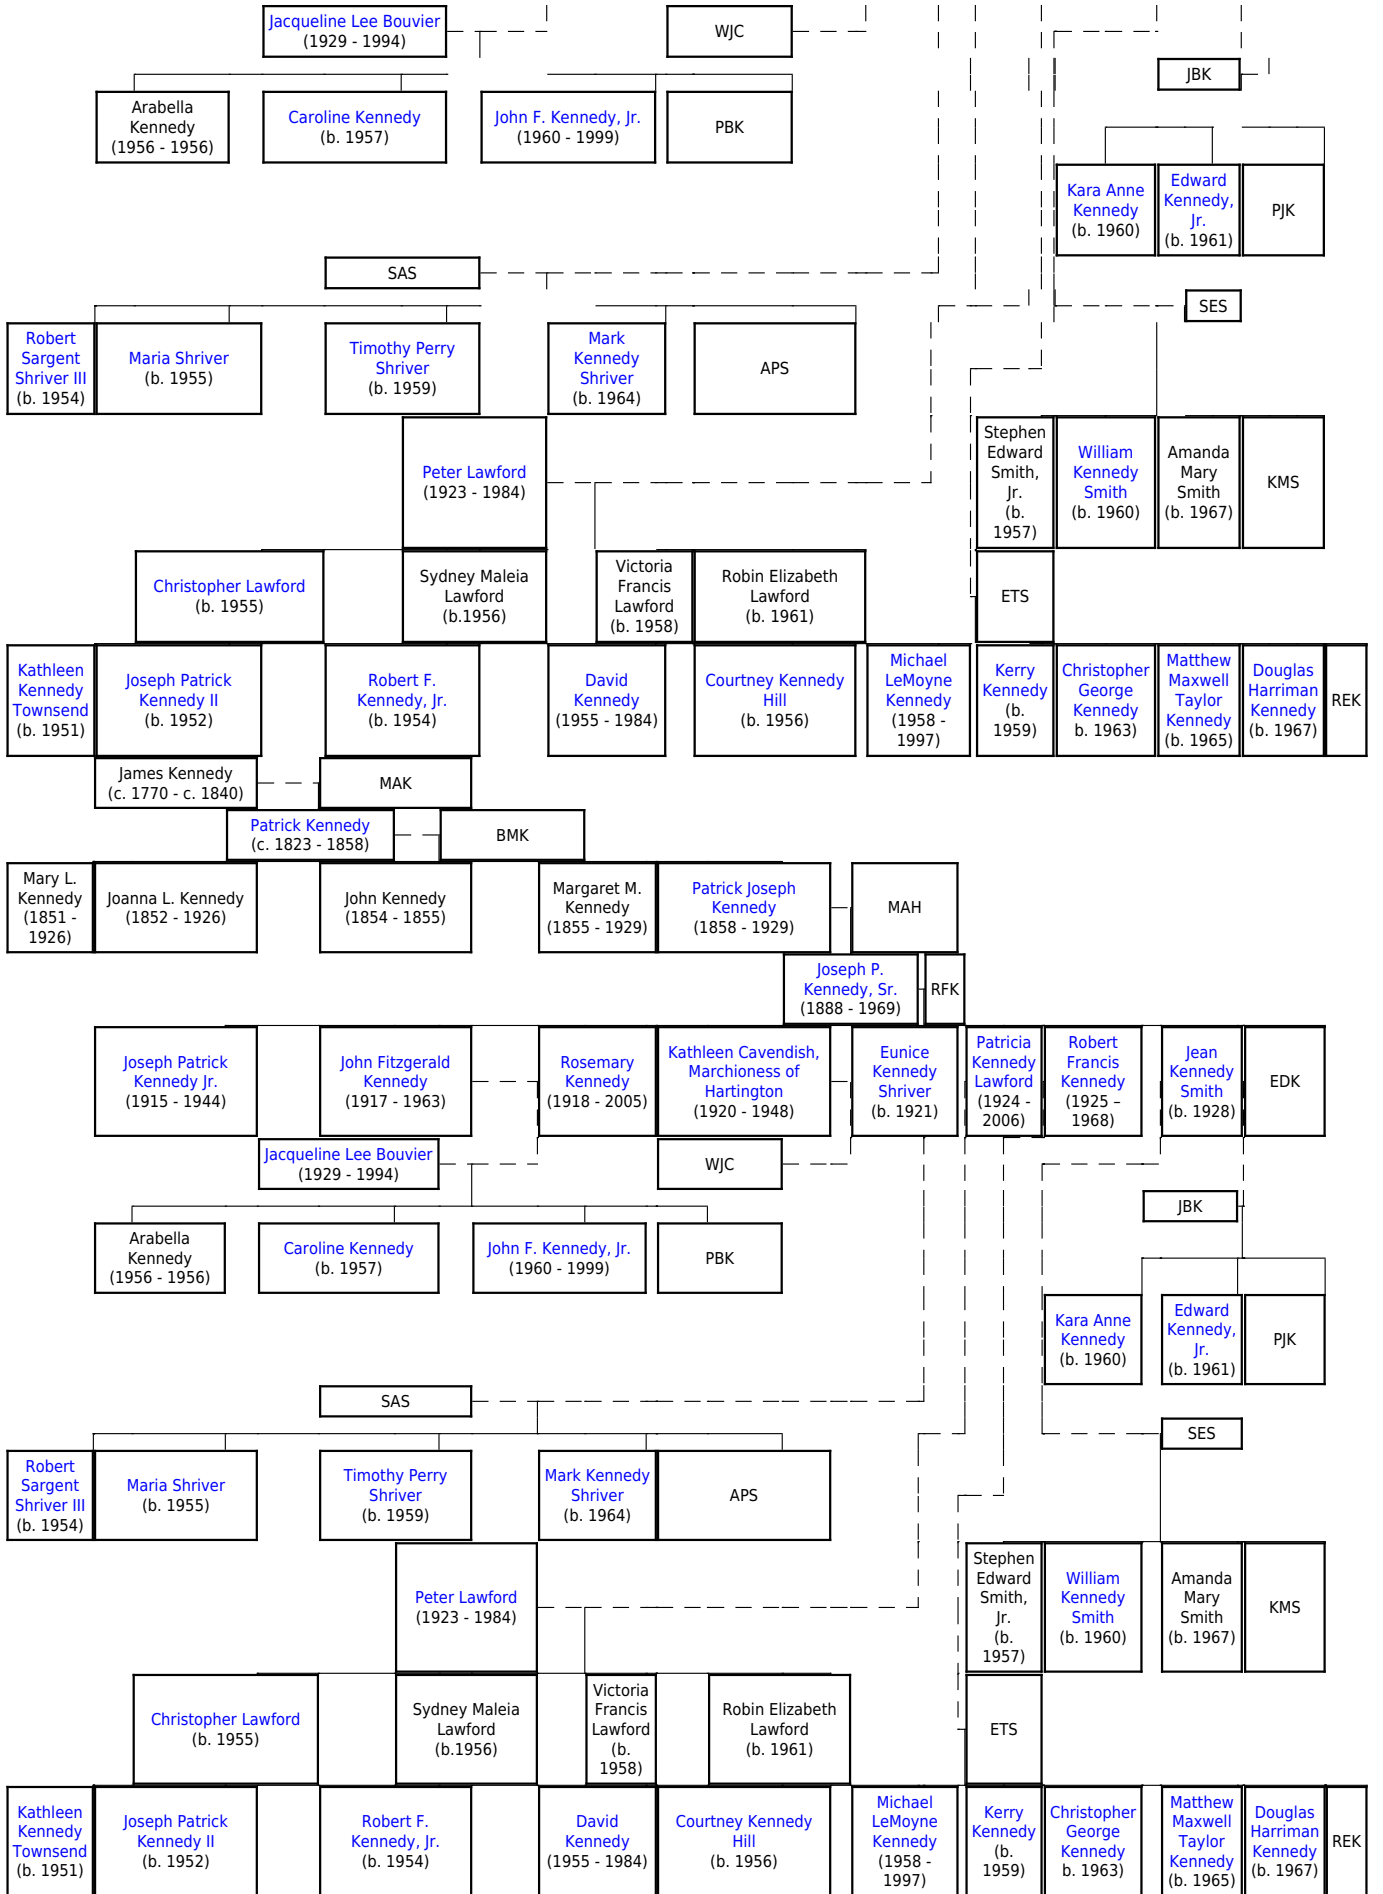 Jacqueline Lee Bouvier
(1929 - 1994)
WJC
JBK
Arabella
Kennedy
(1956 - 1956)
Caroline Kennedy
(b. 1957)
John F. Kennedy, Jr.
(1960 - 1999)
PBK
Kara Anne
Kennedy
(b. 1960)
Edward
Kennedy,
Jr.
(b. 1961)
PJK
SAS
SES
Robert
Sargent
Shriver III
(b. 1954)
Maria Shriver
(b. 1955)
Timothy Perry
Shriver
(b. 1959)
Mark
Kennedy
Shriver
(b. 1964)
APS
Peter Lawford
(1923 - 1984)
Stephen
Edward
Smith,
Jr.
(b.
1957)
William
Kennedy
Smith
(b. 1960)
Amanda
Mary
Smith
(b. 1967)
KMS
Christopher Lawford
(b. 1955)
Sydney Maleia
Lawford
(b.1956)
Victoria
Francis
Lawford
(b. 1958)
Robin Elizabeth
Lawford
(b. 1961)
ETS
Kathleen
Kennedy
Townsend
(b. 1951)
Joseph Patrick
Kennedy II
(b. 1952)
Robert F.
Kennedy, Jr.
(b. 1954)
David
Kennedy
(1955 - 1984)
Courtney Kennedy
Hill
(b. 1956)
Michael
LeMoyne
Kennedy
(1958 -
1997)
Kerry
Kennedy
(b.
1959)
Christopher
George
Kennedy
b. 1963)
Matthew
Maxwell
Taylor
Kennedy
(b. 1965)
Douglas
Harriman
Kennedy
(b. 1967)
REK
James Kennedy
(c. 1770 - c. 1840)
MAK
Patrick Kennedy
(c. 1823 - 1858)
BMK
Mary L.
Kennedy
(1851 -
1926)
Joanna L. Kennedy
(1852 - 1926)
John Kennedy
(1854 - 1855)
Margaret M.
Kennedy
(1855 - 1929)
Patrick Joseph
Kennedy
(1858 - 1929)
MAH
Joseph P.
Kennedy, Sr.
(1888 - 1969)
RFK
Joseph Patrick
Kennedy Jr.
(1915 - 1944)
John Fitzgerald
Kennedy
(1917 - 1963)
Rosemary
Kennedy
(1918 - 2005)
Kathleen Cavendish,
Marchioness of
Hartington
(1920 - 1948)
Eunice
Kennedy
Shriver
(b. 1921)
Patricia
Kennedy
Lawford
(1924 -
2006)
Robert
Francis
Kennedy
(1925 –
1968)
Jean
Kennedy
Smith
(b. 1928)
EDK
Jacqueline Lee Bouvier
(1929 - 1994)
WJC
JBK
Arabella
Kennedy
(1956 - 1956)
Caroline Kennedy
(b. 1957)
John F. Kennedy, Jr.
(1960 - 1999)
PBK
Kara Anne
Kennedy
(b. 1960)
Edward
Kennedy,
Jr.
(b. 1961)
PJK
SAS
SES
Robert
Sargent
Shriver III
(b. 1954)
Maria Shriver
(b. 1955)
Timothy Perry
Shriver
(b. 1959)
Mark Kennedy
Shriver
(b. 1964)
APS
Peter Lawford
(1923 - 1984)
Stephen
Edward
Smith,
Jr.
(b.
1957)
William
Kennedy
Smith
(b. 1960)
Amanda
Mary
Smith
(b. 1967)
KMS
Christopher Lawford
(b. 1955)
Sydney Maleia
Lawford
(b.1956)
Victoria
Francis
Lawford
(b.
1958)
Robin Elizabeth
Lawford
(b. 1961)
ETS
Kathleen
Kennedy
Townsend
(b. 1951)
Joseph Patrick
Kennedy II
(b. 1952)
Robert F.
Kennedy, Jr.
(b. 1954)
David
Kennedy
(1955 - 1984)
Courtney Kennedy
Hill
(b. 1956)
Michael
LeMoyne
Kennedy
(1958 -
1997)
Kerry
Kennedy
(b.
1959)
Christopher
George
Kennedy
b. 1963)
Matthew
Maxwell
Taylor
Kennedy
(b. 1965)
Douglas
Harriman
Kennedy
(b. 1967)
REK